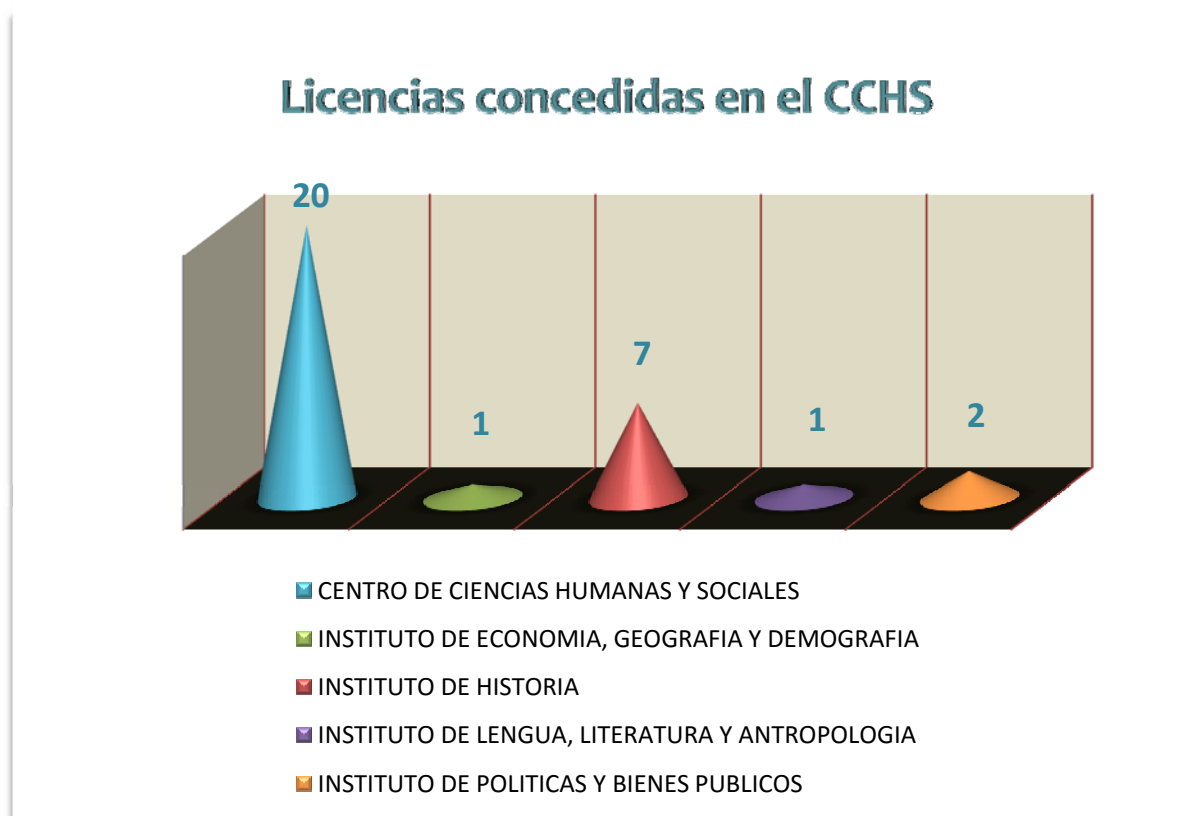 Licencias concedidas en el CCHS
20
7
1
1
2
CENTRO DE CIENCIAS HUMANAS Y SOCIALES
INSTITUTO DE ECONOMIA, GEOGRAFIA Y DEMOGRAFIA
INSTITUTO DE HISTORIA
INSTITUTO DE LENGUA, LITERATURA Y ANTROPOLOGIA
INSTITUTO DE POLITICAS Y BIENES PUBLICOS